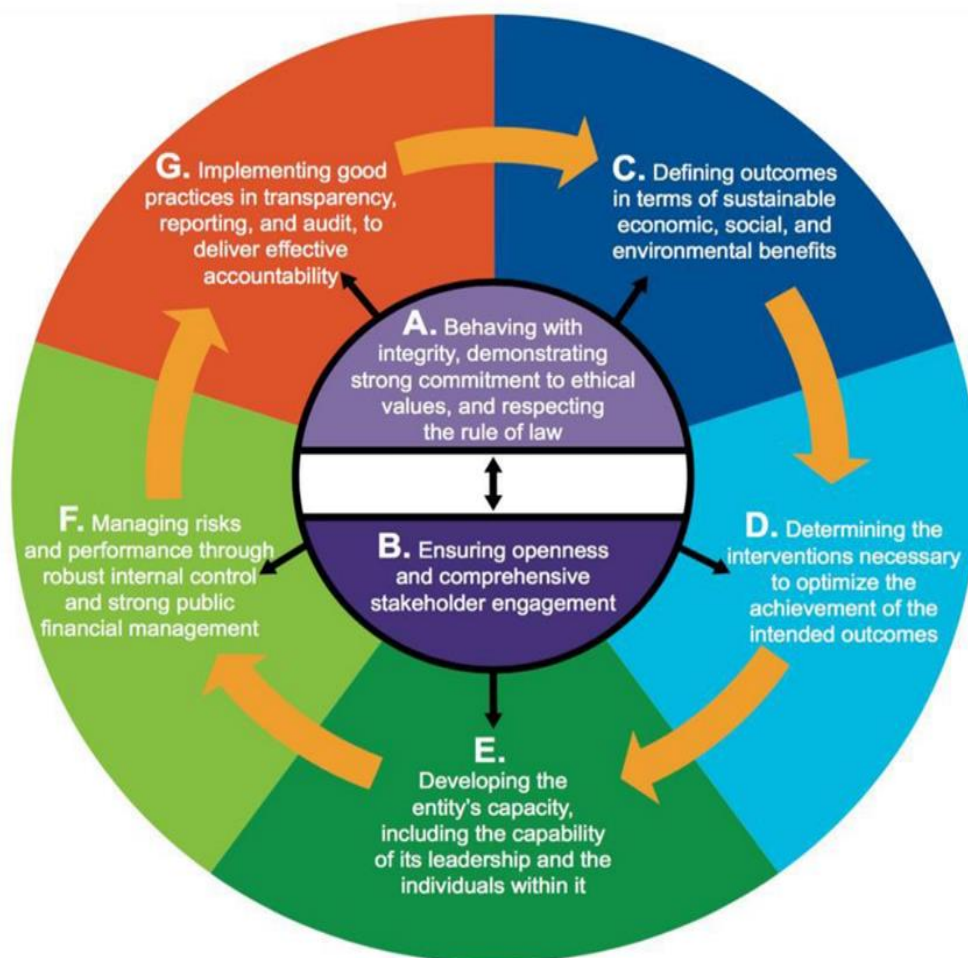 G. Implementing good
practices in transparency,
reporting, and audit, to
deliver effective
accountability
C. Defining outcomes
in terms of sustainable
economic, social, and
environmental benefits
A. Behaving with
integrity, demonstrating
strong commitment to ethical
values, and respecting
the rule of law
F. Managing risks
and performance through
robust internal control
and strong public
financial management
B. Ensuring openness
and comprehensive
stakeholder engagement
D. Determining the
interventions necessary
to optimize the
achievement of the
intended outcomes
E.
Developing the
entity's capacity,
including the capability
of its leadership and the
individuals within it